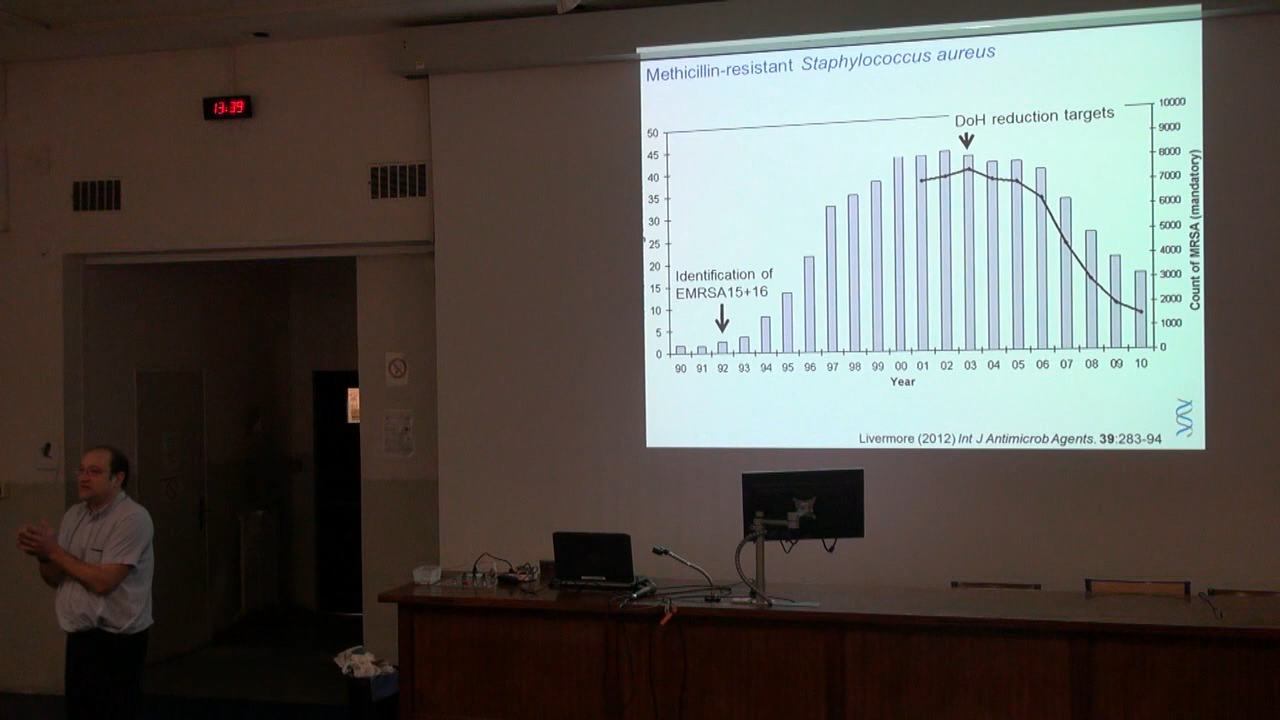 13:39
Methicillin-resistant Staphylococcus aureus
DoH reduction targets
Identification of
EMRSA15+16
50
45
40
35
30
25
20
15
10
5
0
10000
9000
8000
7000
6000
5000
4000
3000
2000
1000
0
Count of MRSA (mandatory)
90 91 92 93 94 95 96 97 98 99 00 01 02 03 04 05 06 07 08 09 10
Year
Livermore (2012) Int J Antimicrob Agents. 39:283-94